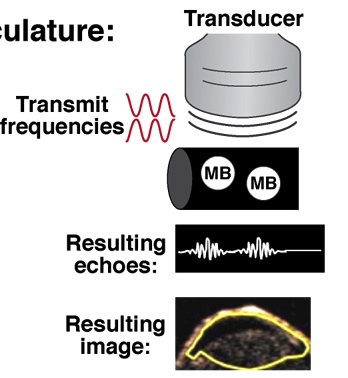 culature:
Transducer
Transmit
frequencies
MB
MB
Resulting
echoes:
Resulting
image: